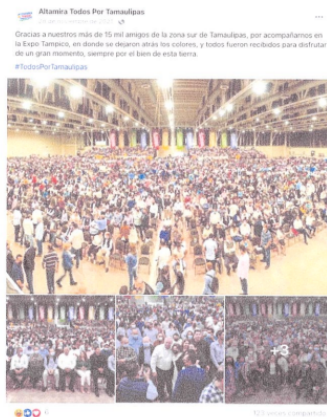 Altamira Todos Por Tamaulipas
Gracias a nuestros más de 15 mil amigos de la zona sur de Tamaulipas, por acompañarnos en
la Expo Tampico, en donde se dejaron atrás los colores, y todos fueron recibidos para disfrutar
de un gran momento, siempre por el bien de esta tierra.
#TodosPorTamaulipas
+3